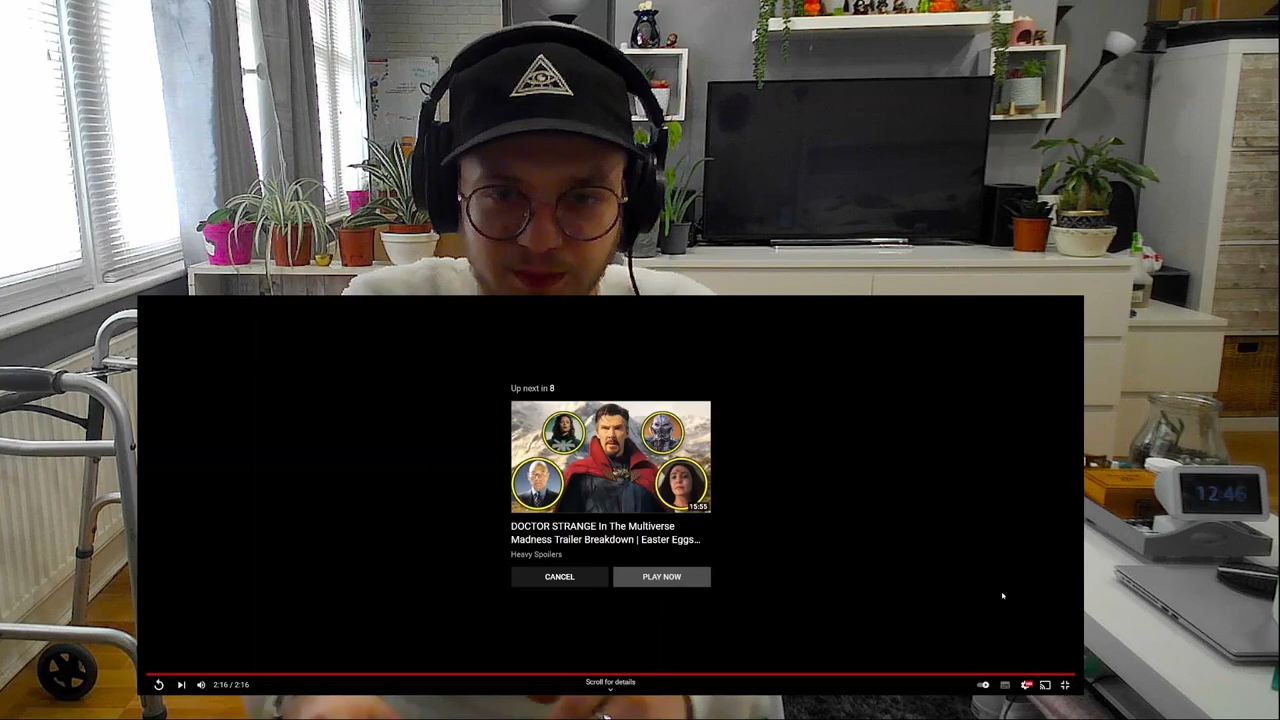 Up next in 8
15:55
DOCTOR STRANGE In The Multiverse
Madness Trailer Breakdown | Easter Eggs...
Heavy Spoilers
CANCEL
PLAY NOW
12:46
2:16 / 2:16
Scroll for details